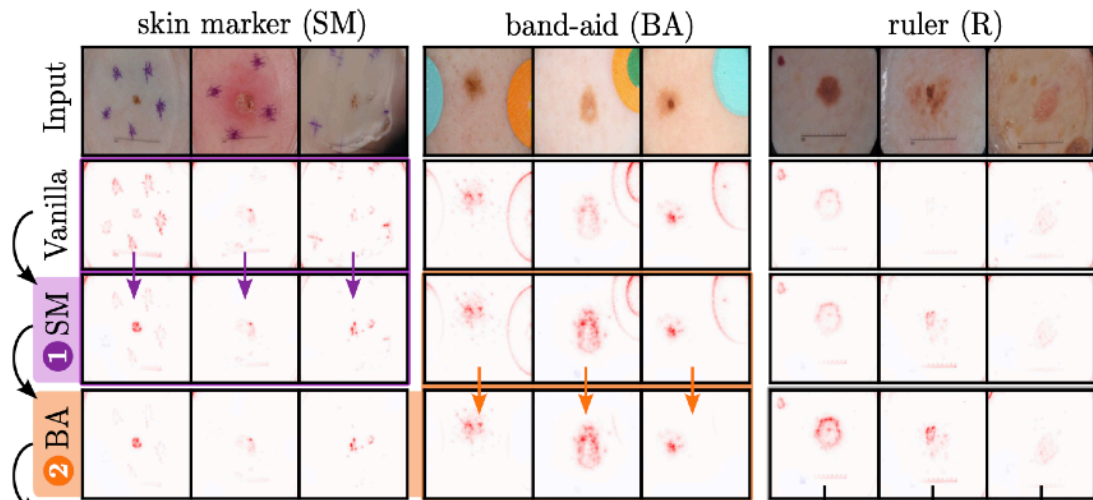 skin marker (SM) band-aid (BA) ruler (R)
Input
Vanilla
1 SM
2 BA